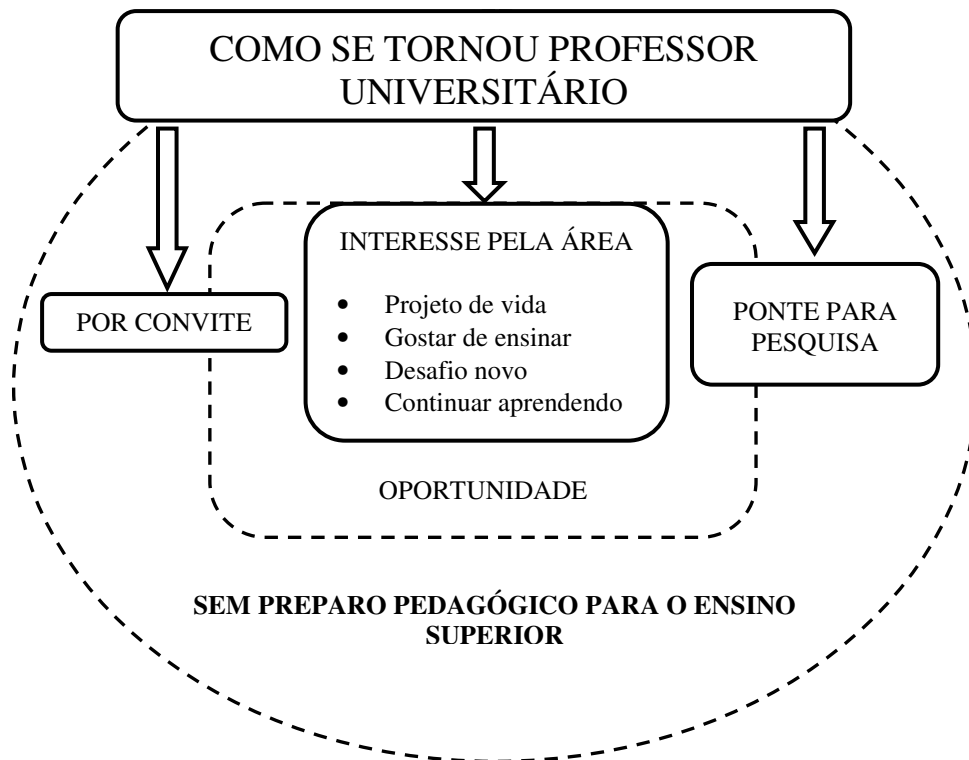 COMO SE TORNOU PROFESSOR
UNIVERSITÁRIO
INTERESSE PELA ÁREA
• Projeto de vida
• Gostar de ensinar
• Desafio novo
• Continuar aprendendo
POR CONVITE
PONTE PARA
PESQUISA
OPORTUNIDADE
SEM PREPARO PEDAGÓGICO PARA O ENSINO
SUPERIOR